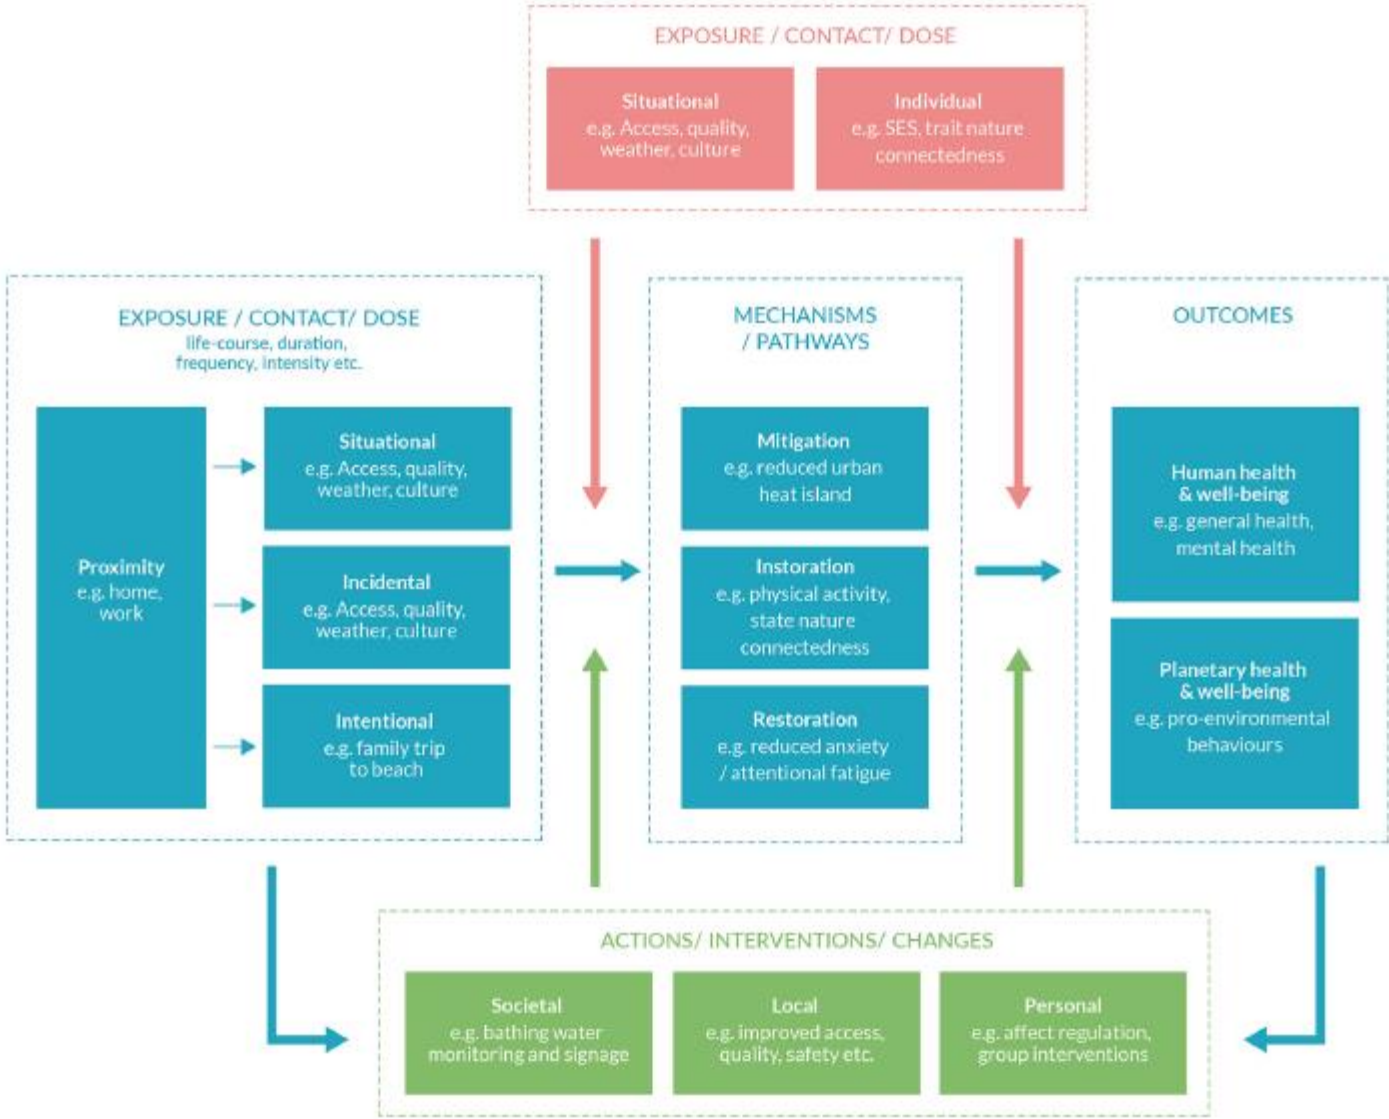 EXPOSURE / CONTACT/ DOSE
Situational
e.g. Access, quality,
weather, culture
Individual
e.g. SES, trait nature
connectedness
EXPOSURE / CONTACT/ DOSE
life-course, duration,
frequency, intensity etc.
Proximity
e.g. home,
work
Situational
e.g. Access, quality,
weather, culture
Incidental
e.g. Access, quality,
weather, culture
Intentional
e.g. family trip
to beach
MECHANISMS
/ PATHWAYS
Mitigation
e.g. reduced urban
heat island
Instoration
e.g. physical activity,
state nature
connectedness
Restoration
e.g. reduced anxiety
/ attentional fatigue
OUTCOMES
Human health
& well-being
e.g. general health,
mental health
Planetary health
& well-being
e.g. pro-environmental
behaviours
ACTIONS/ INTERVENTIONS/ CHANGES
Societal
e.g. bathing water
monitoring and signage
Local
e.g. improved access,
quality, safety etc.
Personal
e.g. affect regulation,
group interventions